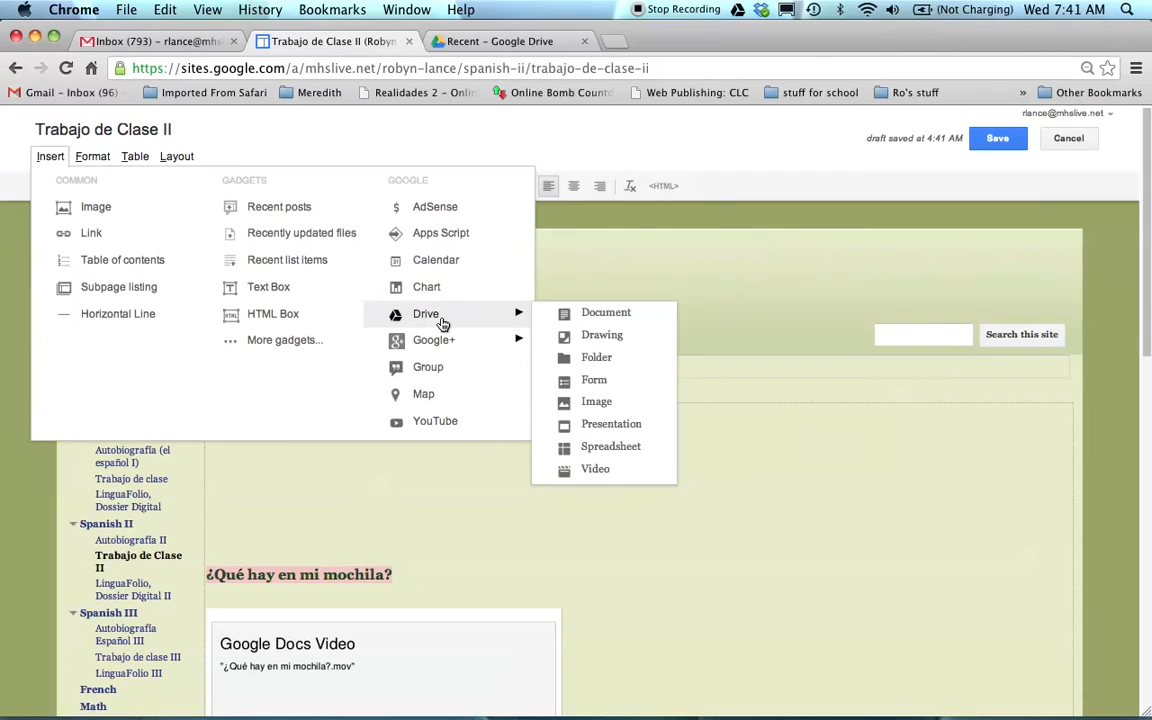 Chrome File Edit View History Bookmarks Window Help Stop Recording (Not Charging) Wed 7:41 AM
Inbox (793) – rlance@mhs Trabajo de Clase II (Robyn Recent - Google Drive
https://sites.google.com/a/mhslive.net/robyn-lance/spanish-ii/trabajo-de-clase-ii
Gmail - Inbox (96) Imported From Safari Meredith Realidades 2 - Onlin Online Bomb Countd Web Publishing: CLC stuff for school Ro's stuff » Other Bookmarks
rlance@mhslive.net
Trabajo de Clase II
draft saved at 4:41 AM Save Cancel
Insert Format Table Layout
<HTML>
COMMON GADGETS GOOGLE
Image Recent posts AdSense
Link Recently updated files Apps Script
Table of contents Recent list items Calendar
Subpage listing Text Box Chart
Horizontal Line HTML Box Drive
More gadgets... Google+
Group
Map
YouTube
Document
Drawing
Folder
Form
Image
Presentation
Spreadsheet
Video
Search this site
Autobiografía (el
español I)
Trabajo de clase
LinguaFolio,
Dossier Digital
Spanish II
Autobiografía II
Trabajo de Clase
II
LinguaFolio,
Dossier Digital II
Spanish III
Autobiografía
Español III
Trabajo de clase III
LinguaFolio III
French
Math
¿Qué hay en mi mochila?
Google Docs Video
"¿Qué hay en mi mochila?.mov"